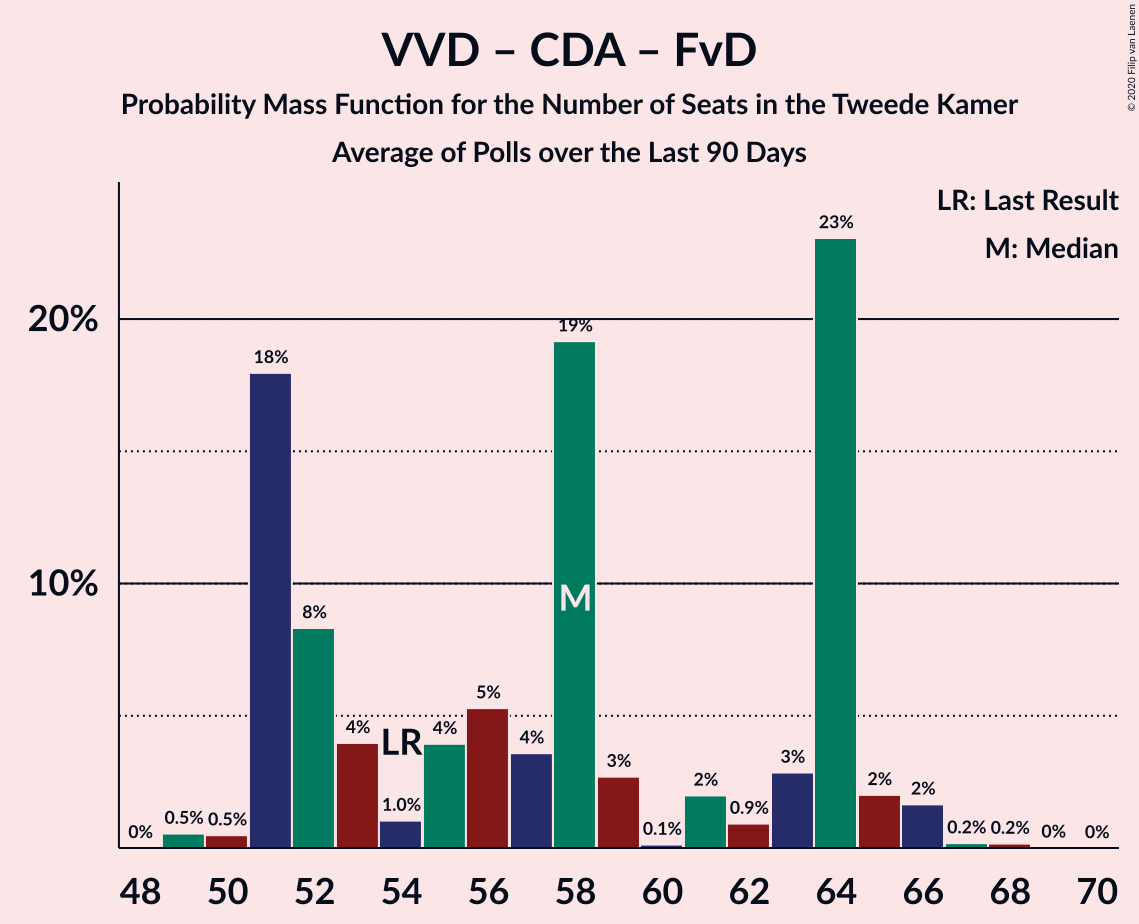 VVD – CDA – FvD
Probability Mass Function for the Number of Seats in the Tweede Kamer
Average of Polls over the Last 90 Days
© 2020 Filip van Laenen
LR: Last Result
M: Median
20%
10%
0% 0.5% 0.5% 18% 8% 4% 1.0% 4% 5% 4% 19% 3% 0.1% 2% 0.9% 3% 23% 2% 2% 0.2% 0.2% 0% 0%
LR
M
48 50 52 54 56 58 60 62 64 66 68 70